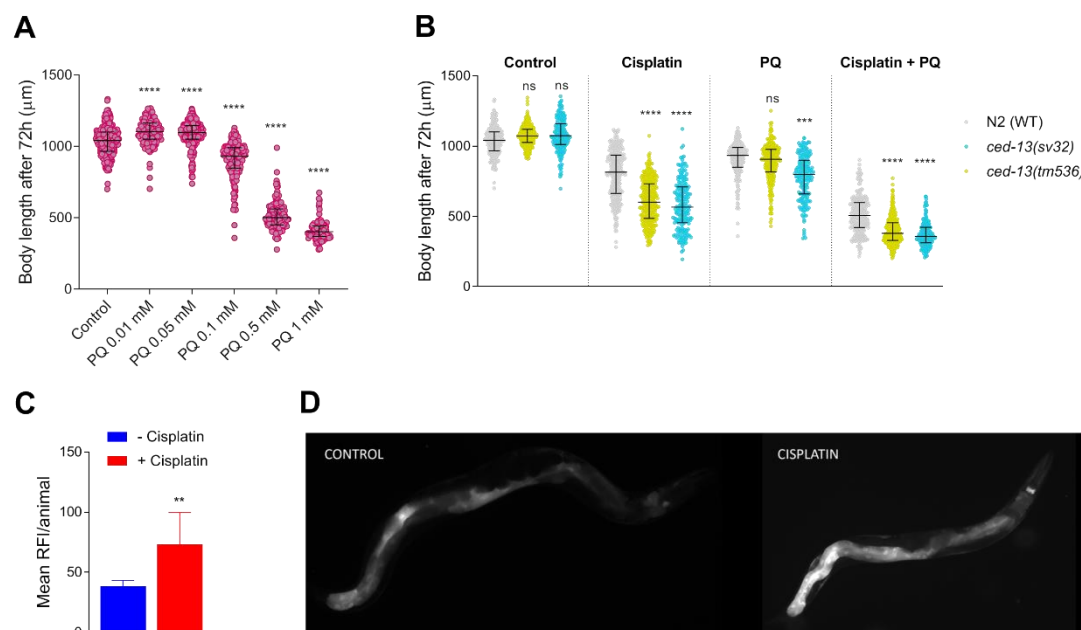 A
Body length after 72h (μm)
1500
1000
500
0
****
****
****
****
****
Control
PQ 0.01 mM
PQ 0.05 mM
PQ 0.1 mM
PQ 0.5 mM
PQ 1 mM
B
Control
Cisplatin
PQ
Cisplatin + PQ
Body length after 72h (μm)
1500
1000
500
0
ns
ns
****
****
ns
***
****
****
N2 (WT)
ced-13(sv32)
ced-13(tm536)
C
- Cisplatin
+ Cisplatin
Mean RFI/animal
150
100
50
0
**
D
CONTROL
CISPLATIN